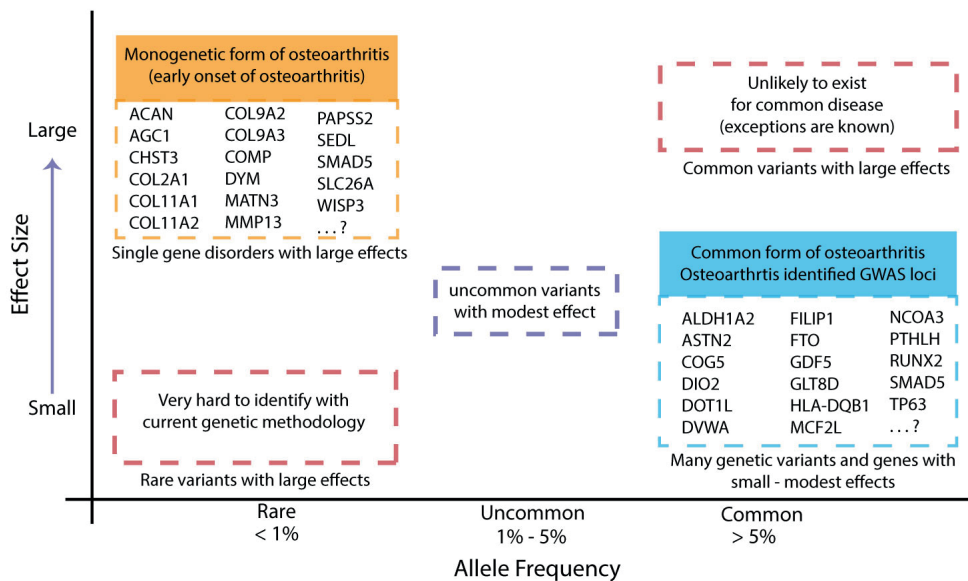 Monogenetic form of osteoarthritis
(early onset of osteoarthritis)
ACAN
AGC1
CHST3
COL2A1
COL11A1
COL11A2
COL9A2
COL9A3
COMP
DYM
MATN3
MMP13
PAPSS2
SEDL
SMAD5
SLC26A
WISP3
...?
Single gene disorders with large effects
Unlikely to exist
for common disease
(exceptions are known)
Common variants with large effects
uncommon variants
with modest effect
Common form of osteoarthritis
Osteoarthrtis identified GWAS loci
ALDH1A2
ASTN2
COG5
DIO2
DOT1L
DVWA
FILIP1
FTO
GDF5
GLT8D
HLA-DQB1
MCF2L
NCOA3
PTHLH
RUNX2
SMAD5
TP63
...?
Many genetic variants and genes with
small - modest effects
Very hard to identify with
current genetic methodology
Rare variants with large effects
Large
Small
Effect Size
Rare
< 1%
Uncommon
1% - 5%
Common
> 5%
Allele Frequency